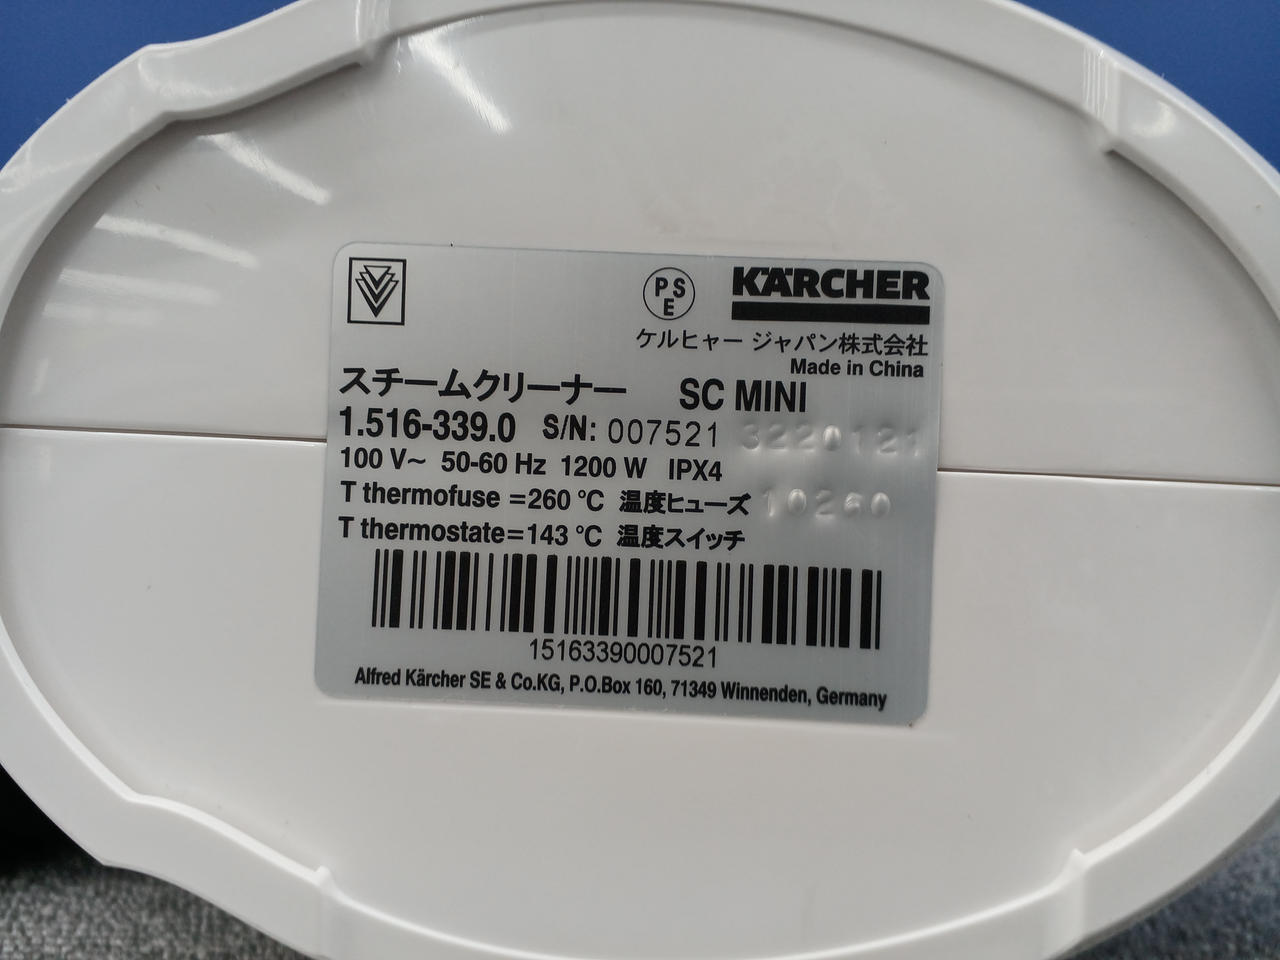 PSE
KÄRCHER
ケルヒャー ジャパン株式会社
Made in China
スチームクリーナー SC MINI
1.516-339.0 S/N: 007521 3220121
100 V~ 50-60 Hz 1200 W IPX4
T thermofuse =260 °C 温度ヒューズ 10260
T thermostate=143 °C 温度スイッチ
15163390007521
Alfred Kärcher SE & Co.KG, P.O.Box 160, 71349 Winnenden, Germany